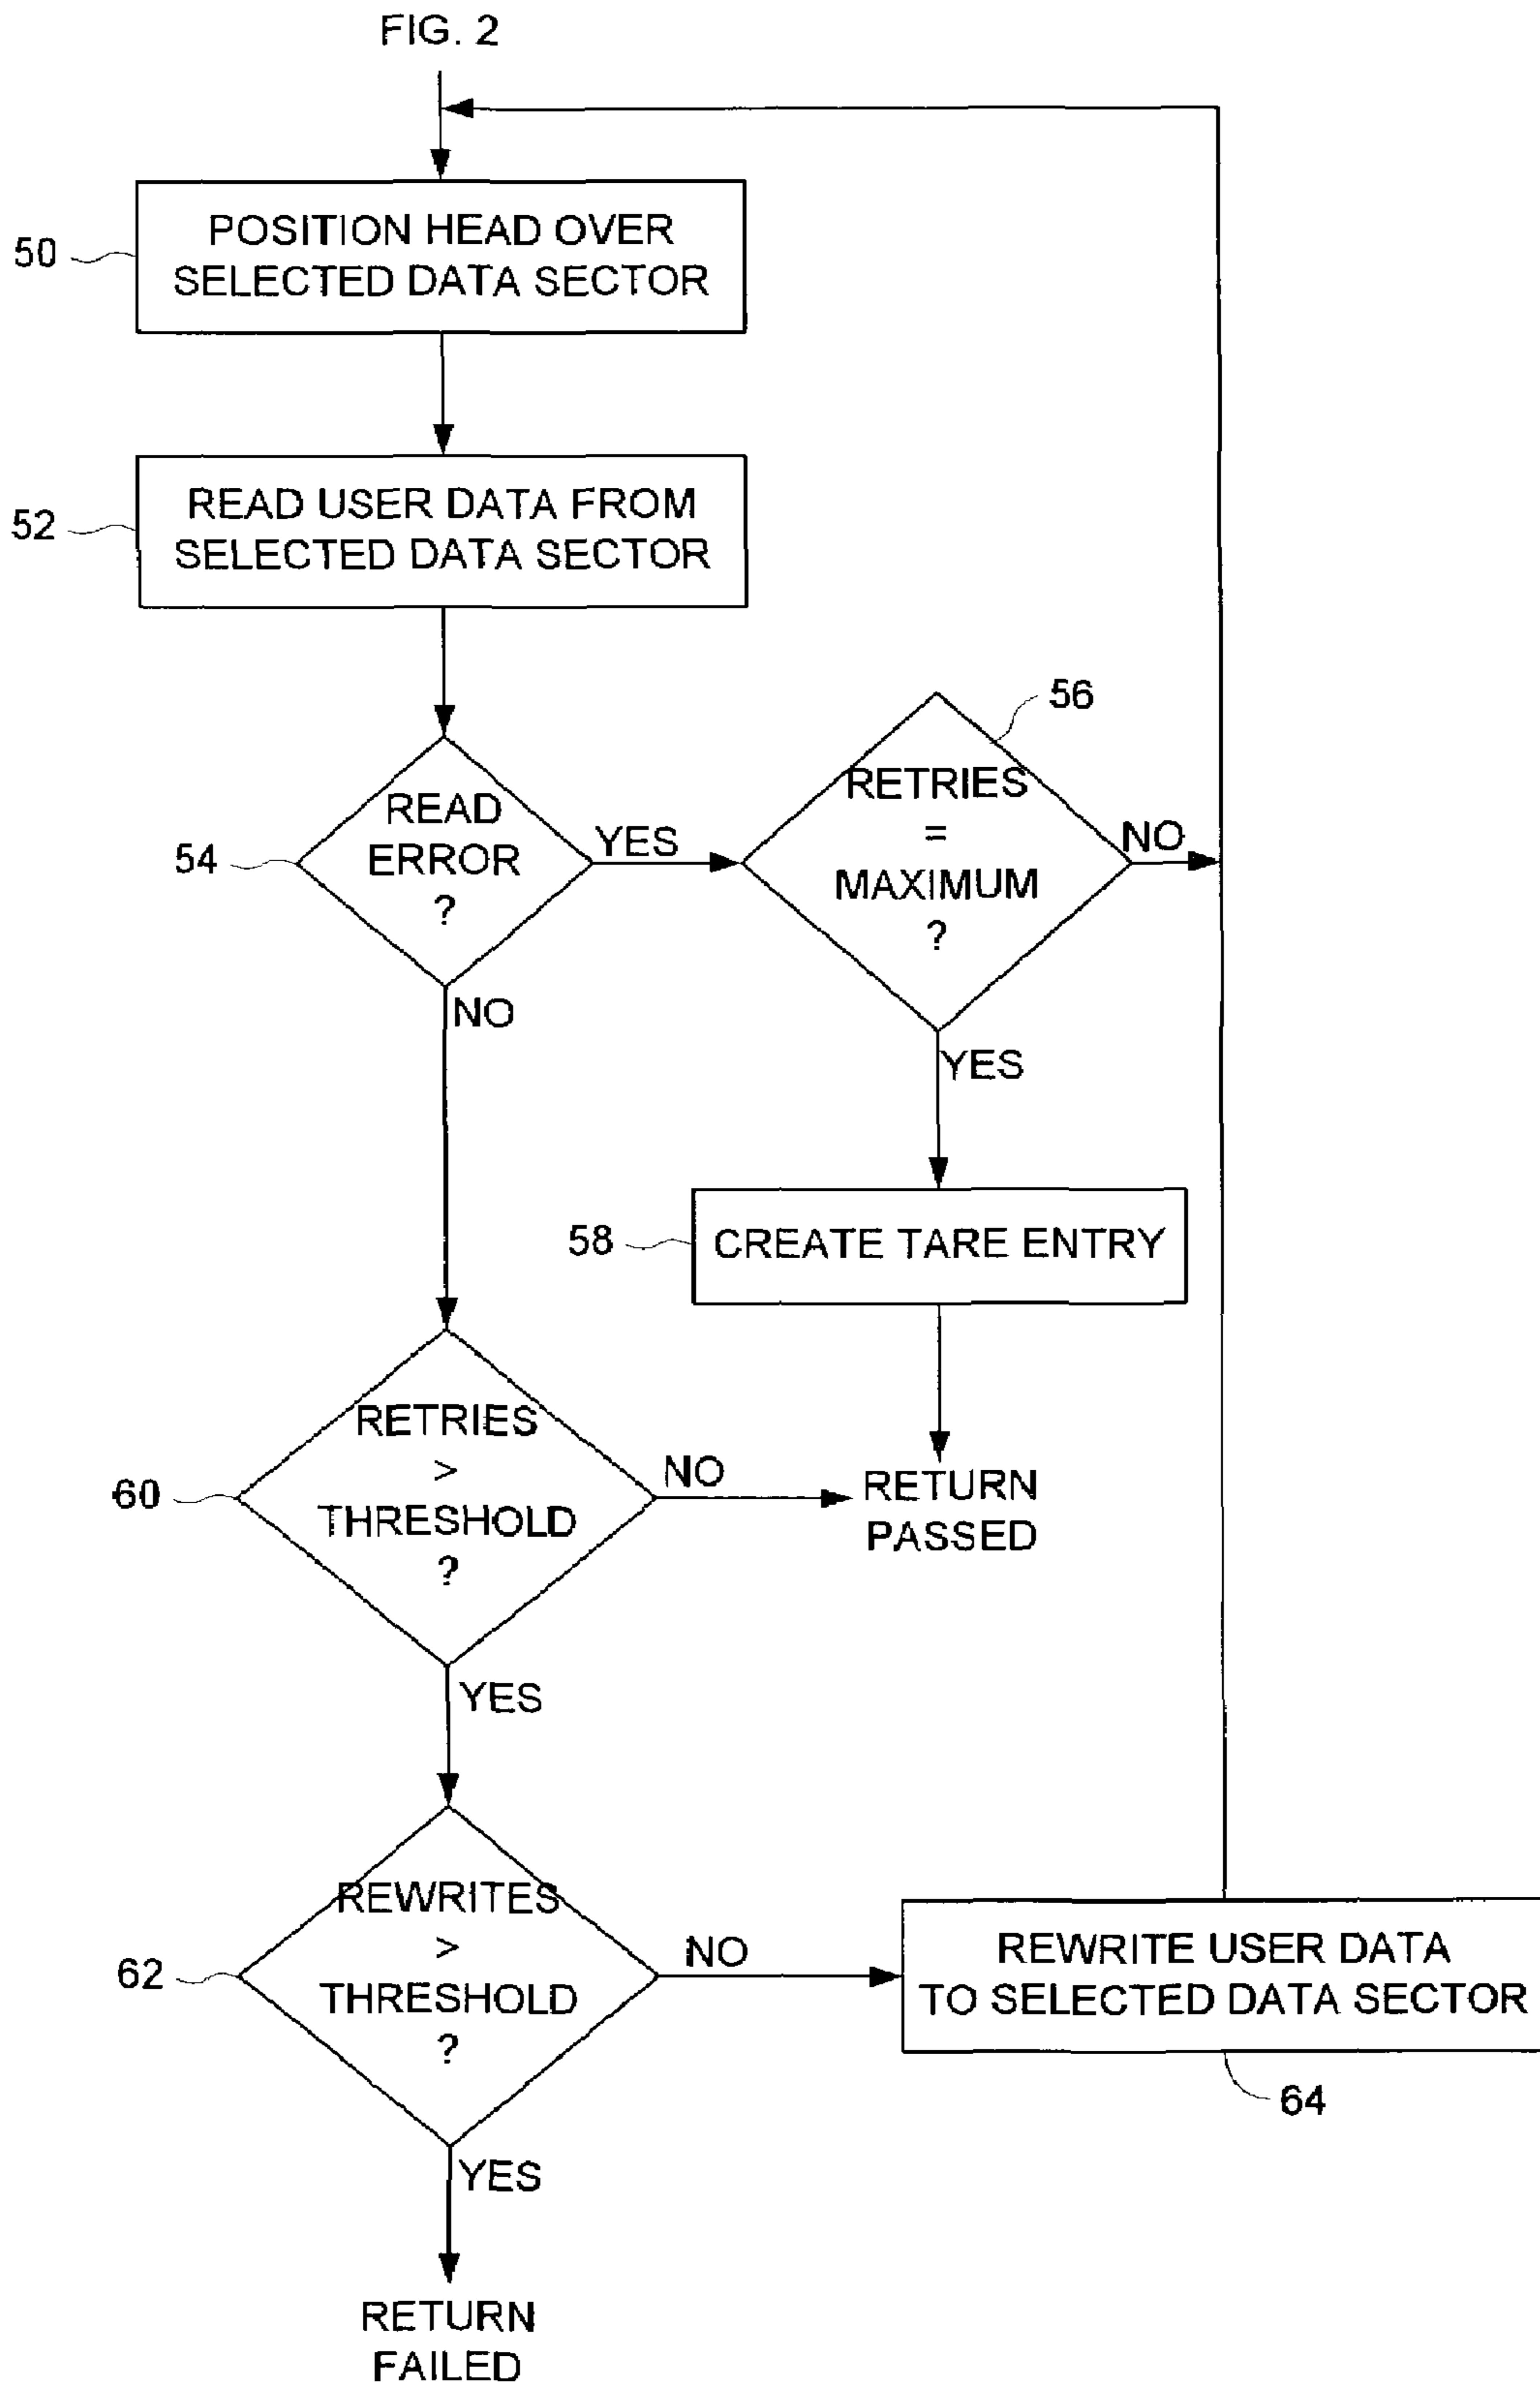 FIG. 2
50
POSITION HEAD OVER
SELECTED DATA SECTOR
52
READ USER DATA FROM
SELECTED DATA SECTOR
54
READ
ERROR
?
YES
NO
56
RETRIES
=
MAXIMUM
?
NO
YES
58
CREATE TARE ENTRY
60
RETRIES
>
THRESHOLD
?
NO
RETURN
PASSED
YES
62
REWRITES
>
THRESHOLD
?
NO
REWRITE USER DATA
TO SELECTED DATA SECTOR
64
YES
RETURN
FAILED